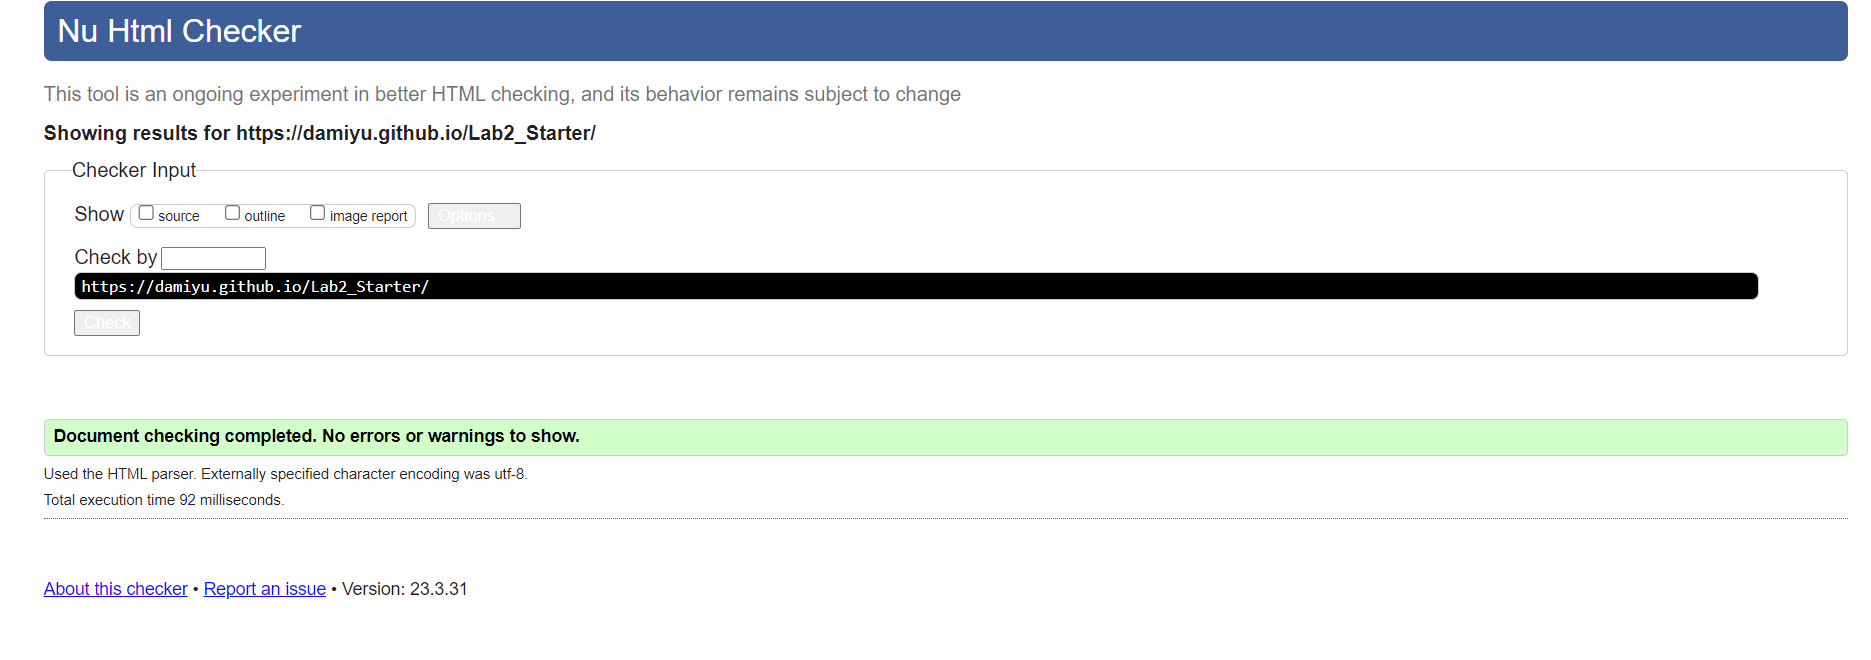 Nu Html Checker
This tool is an ongoing experiment in better HTML checking, and its behavior remains subject to change
Showing results for https://damiyu.github.io/Lab2_Starter/
Checker Input
Show source outline image report Options...
Check by
https://damiyu.github.io/Lab2_Starter/
Check
Document checking completed. No errors or warnings to show.
Used the HTML parser. Externally specified character encoding was utf-8.
Total execution time 92 milliseconds.
About this checker • Report an issue • Version: 23.3.31